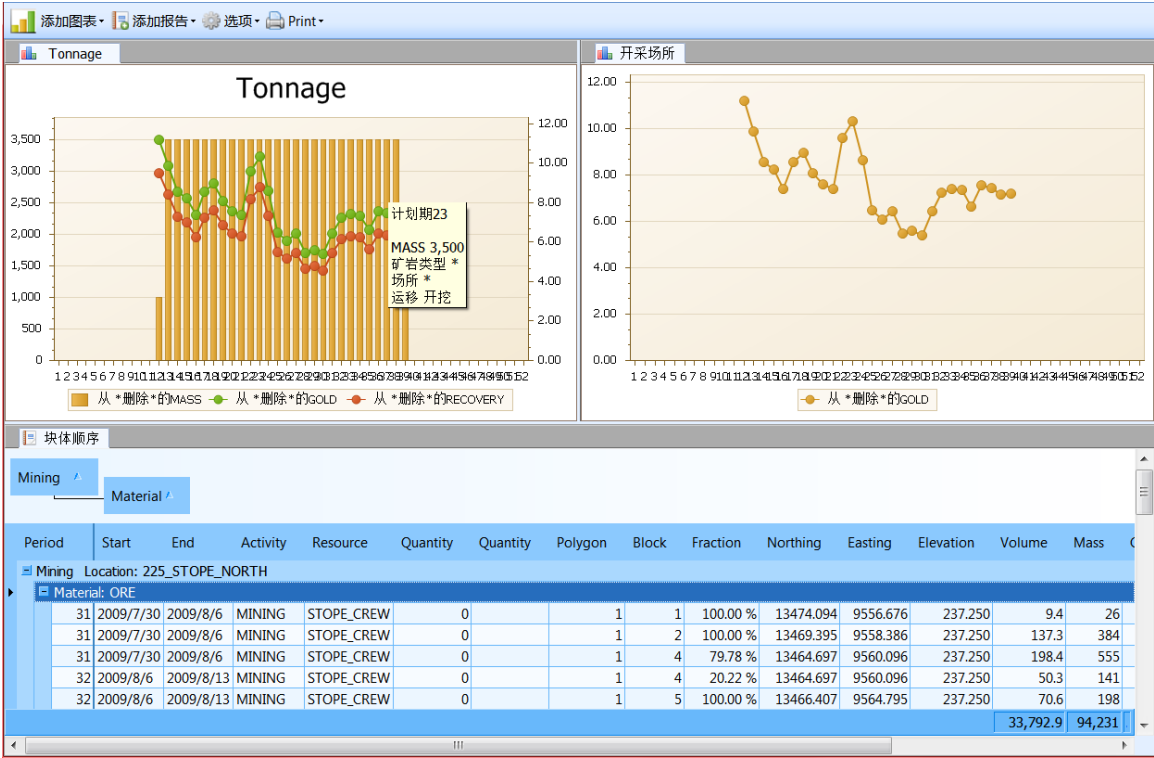 添加图表 添加报告 选项 Print
Tonnage
开采场所
Tonnage
3,500
3,000
2,500
2,000
1,500
1,000
500
0
12.00
10.00
8.00
6.00
4.00
2.00
0.00
计划期23
MASS 3,500
矿岩类型 *
场所 *
运移 开挖
从 *删除*的MASS 从 *删除*的GOLD 从 *删除*的RECOVERY
12.00
10.00
8.00
6.00
4.00
2.00
0.00
从 *删除*的GOLD
块体顺序
Mining
Material
Period Start End Activity Resource Quantity Quantity Polygon Block Fraction Northing Easting Elevation Volume Mass
Mining Location: 225_STOPE_NORTH
Material: ORE
31 2009/7/30 2009/8/6 MINING STOPE_CREW 0 1 1 100.00 % 13474.094 9556.676 237.250 9.4 26
31 2009/7/30 2009/8/6 MINING STOPE_CREW 0 1 2 100.00 % 13469.395 9558.386 237.250 137.3 384
31 2009/7/30 2009/8/6 MINING STOPE_CREW 0 1 4 79.78 % 13464.697 9560.096 237.250 198.4 555
32 2009/8/6 2009/8/13 MINING STOPE_CREW 0 1 4 20.22 % 13464.697 9560.096 237.250 50.3 141
32 2009/8/6 2009/8/13 MINING STOPE_CREW 0 1 5 100.00 % 13466.407 9564.795 237.250 70.6 198
33,792.9 94,231